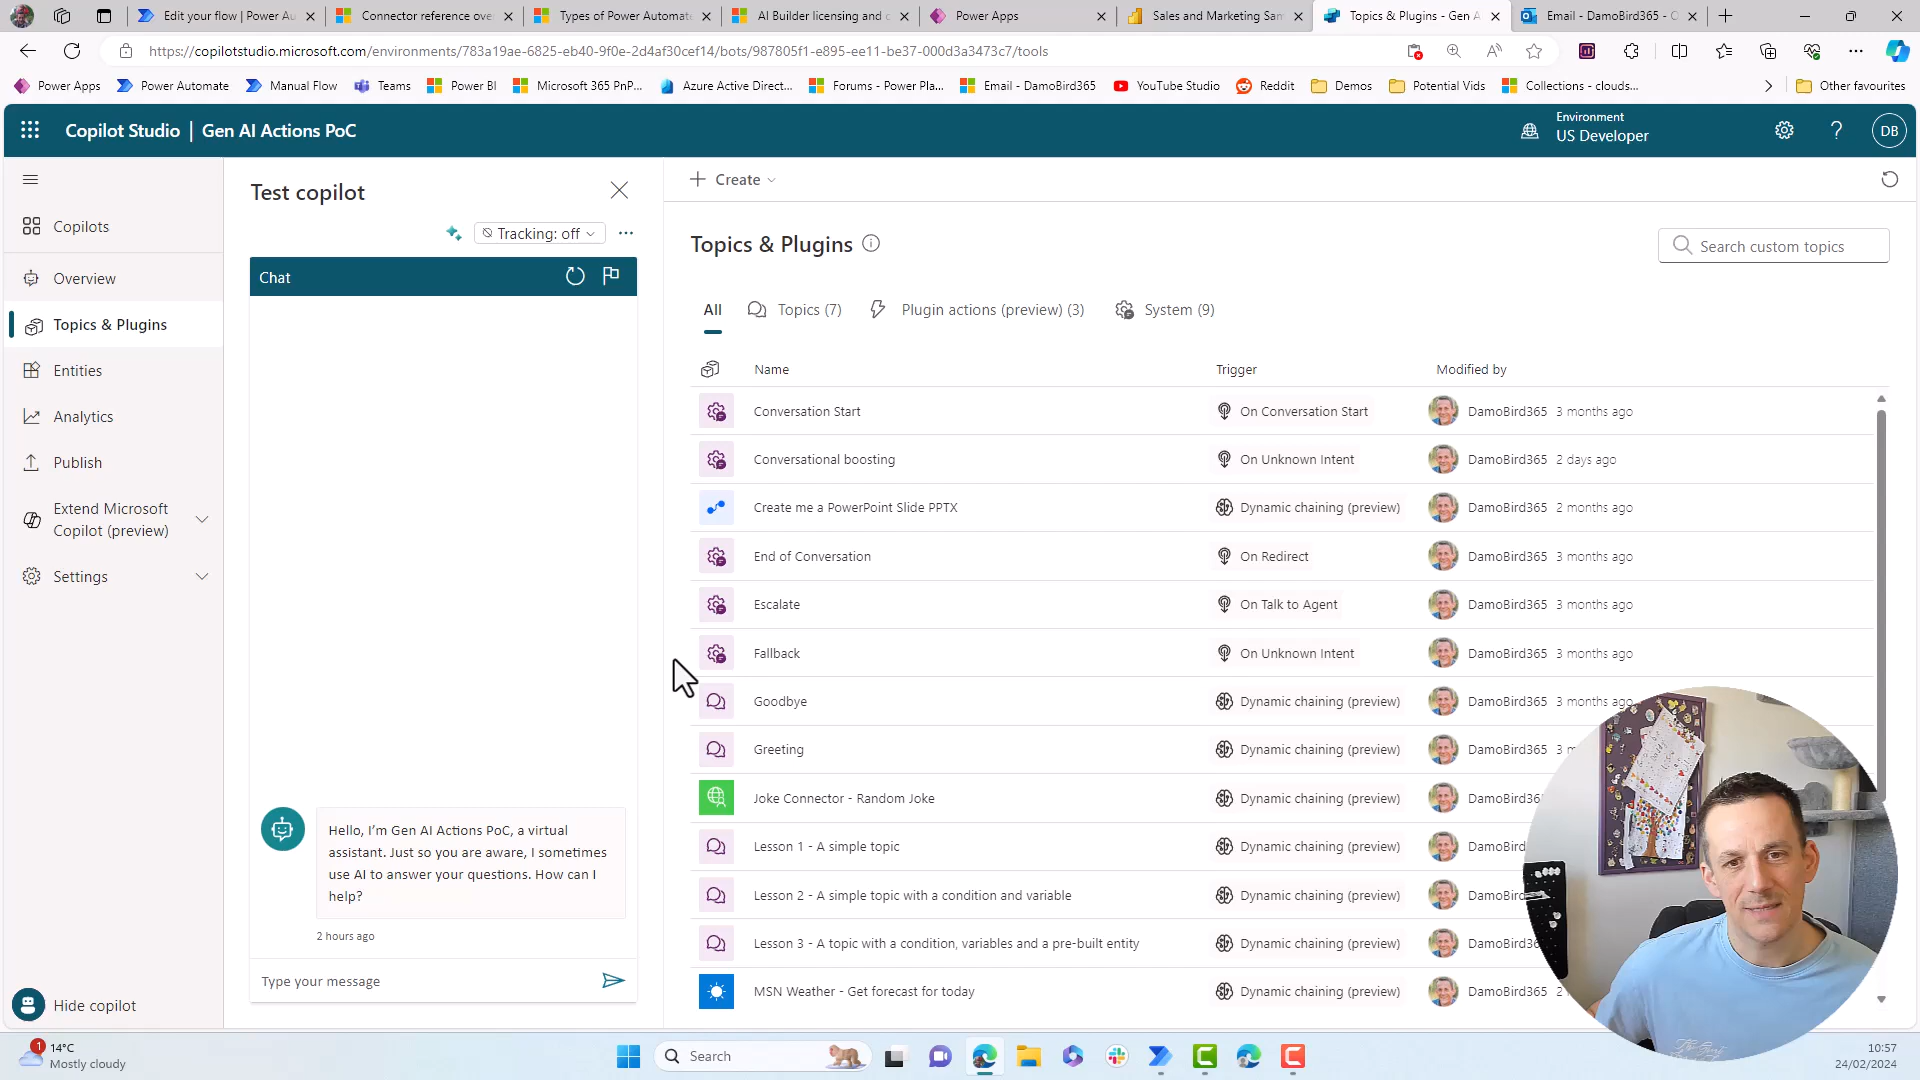 Edit your flow | Power Au
Connector reference ove
Types of Power Automate
AI Builder licensing and c
Power Apps
Sales and Marketing Sam
Topics & Plugins - Gen A
Email - DamoBird365 - O
https://copilotstudio.microsoft.com/environments/783a19ae-6825-eb40-9f0e-2d4af30cef14/bots/987805f1-e895-ee11-be37-000d3a3473c7/tools
Power Apps
Power Automate
Manual Flow
Teams
Power BI
Microsoft 365 PnP...
Azure Active Direct...
Forums - Power Pla...
Email - DamoBird365
YouTube Studio
Reddit
Demos
Potential Vids
Collections - clouds...
Other favourites
Copilot Studio | Gen AI Actions PoC
Environment
US Developer
?
DB
Copilots
Overview
Topics & Plugins
Entities
Analytics
Publish
Extend Microsoft
Copilot (preview)
Settings
Hide copilot
Test copilot
Tracking: off
Chat
Hello, I'm Gen AI Actions PoC, a virtual
assistant. Just so you are aware, I sometimes
use AI to answer your questions. How can I
help?
2 hours ago
Type your message
Create
Topics & Plugins
Search custom topics
All
Topics (7)
Plugin actions (preview) (3)
System (9)
Name Trigger Modified by
Conversation Start On Conversation Start DamoBird365 3 months ago
Conversational boosting On Unknown Intent DamoBird365 2 days ago
Create me a PowerPoint Slide PPTX Dynamic chaining (preview) DamoBird365 2 months ago
End of Conversation On Redirect DamoBird365 3 months ago
Escalate On Talk to Agent DamoBird365 3 months ago
Fallback On Unknown Intent DamoBird365 3 months ago
Goodbye Dynamic chaining (preview) DamoBird365 3 months ago
Greeting Dynamic chaining (preview) DamoBird365 3 m
Joke Connector - Random Joke Dynamic chaining (preview) DamoBird36
Lesson 1 - A simple topic Dynamic chaining (preview) DamoBird
Lesson 2 - A simple topic with a condition and variable Dynamic chaining (preview) DamoBird
Lesson 3 - A topic with a condition, variables and a pre-built entity Dynamic chaining (preview) DamoBird3
MSN Weather - Get forecast for today Dynamic chaining (preview) DamoBird365 2
1
14°C
Mostly cloudy
Search
10:57
24/02/2024